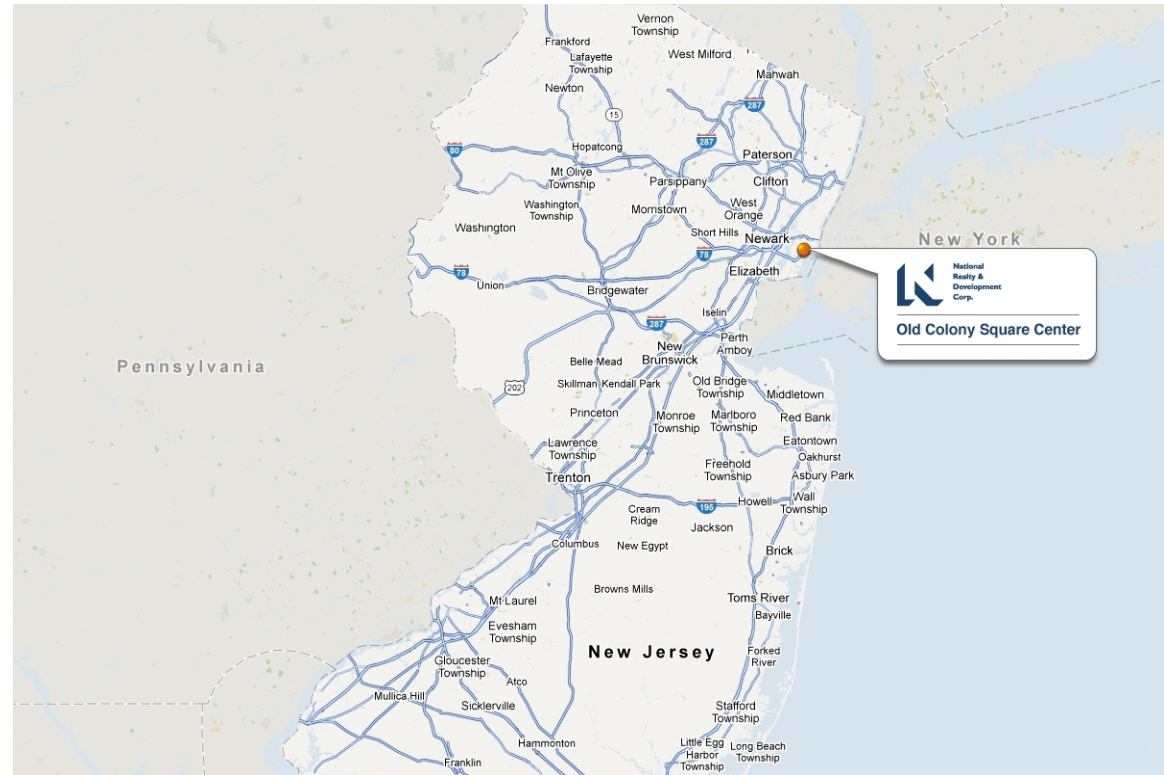 Vernon
Township
Frankford
West Milford
Lafayette
Township
Mahwah
Newton
287
15
287
80
Hopatcong
Paterson
Mt Olive
Township
Parsippany
Clifton
Washington
Township
Morristown
West
Orange
Washington
Short Hills
Newark
New York
78
78
Elizabeth
Union
Bridgewater
National
Realty &
Development
Corp.
Old Colony Square Center
Iselin
287
Perth
Amboy
New
Brunswick
Belle Mead
Pennsylvania
202
Skillman
Kendall Park
Old Bridge
Township
Middletown
Princeton
Monroe
Township
Marlboro
Township
Red Bank
Eatontown
Lawrence
Township
Oakhurst
Freehold
Township
Asbury Park
Trenton
195
Howell
Wall
Township
Cream
Ridge
Jackson
Columbus
New Egypt
Brick
Browns Mills
Toms River
Mt Laurel
Bayville
Evesham
Township
New Jersey
Forked
River
Gloucester
Township
Atco
Mullica Hill
Sicklerville
Stafford
Township
Hammonton
Little Egg
Harbor
Township
Long Beach
Township
Franklin